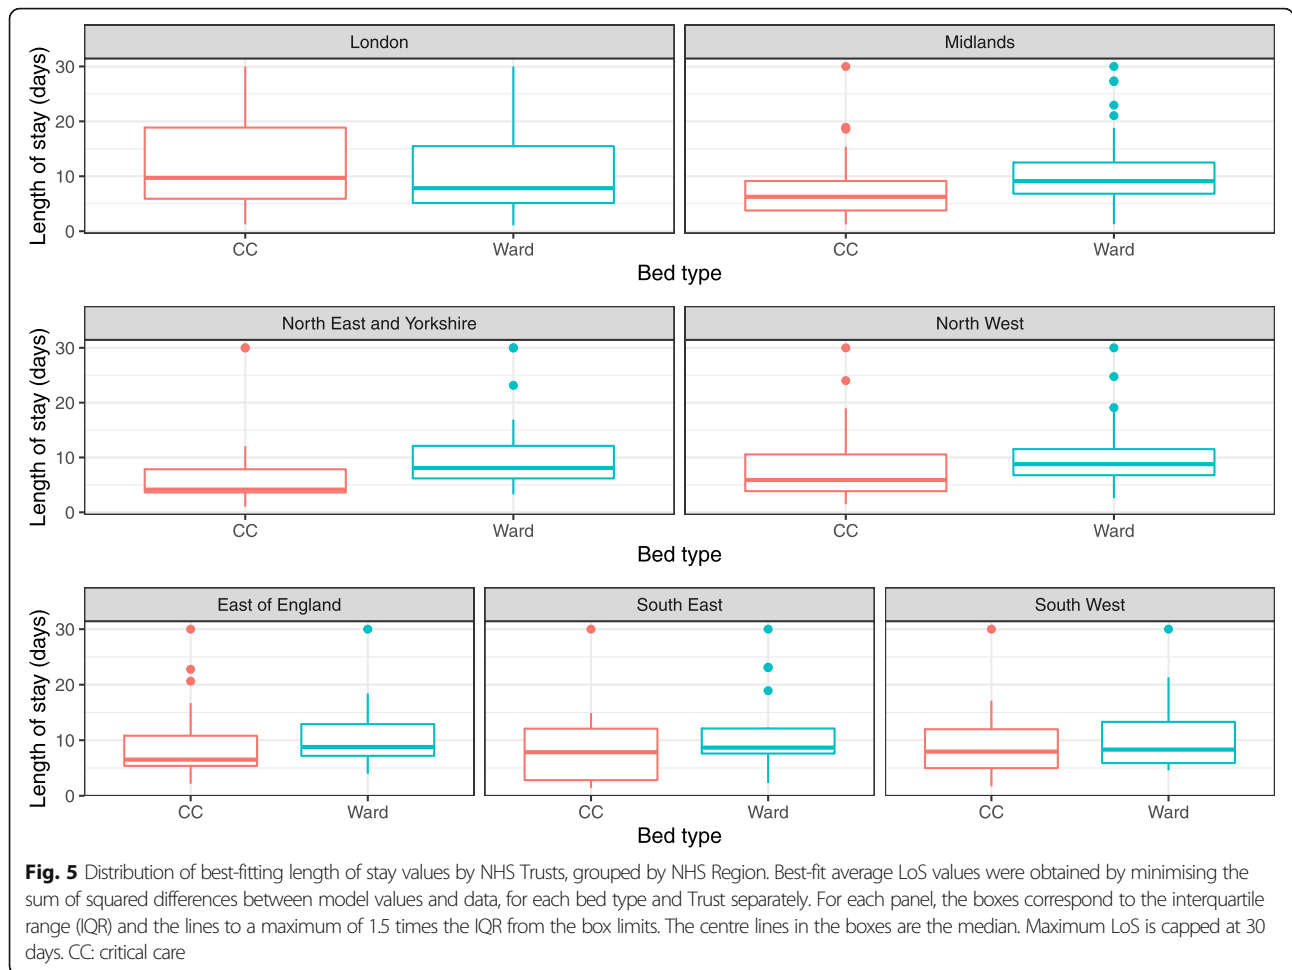 London
Midlands
Length of stay (days)
30
20
10
0
CC
Ward
CC
Ward
Bed type
North East and Yorkshire
North West
Length of stay (days)
30
20
10
0
CC
Ward
CC
Ward
Bed type
East of England
South East
South West
Length of stay (days)
30
20
10
0
CC
Ward
CC
Ward
CC
Ward
Bed type
Fig. 5 Distribution of best-fitting length of stay values by NHS Trusts, grouped by NHS Region. Best-fit average LoS values were obtained by minimising the
sum of squared differences between model values and data, for each bed type and Trust separately. For each panel, the boxes correspond to the interquartile
range (IQR) and the lines to a maximum of 1.5 times the IQR from the box limits. The centre lines in the boxes are the median. Maximum LoS is capped at 30
days. CC: critical care